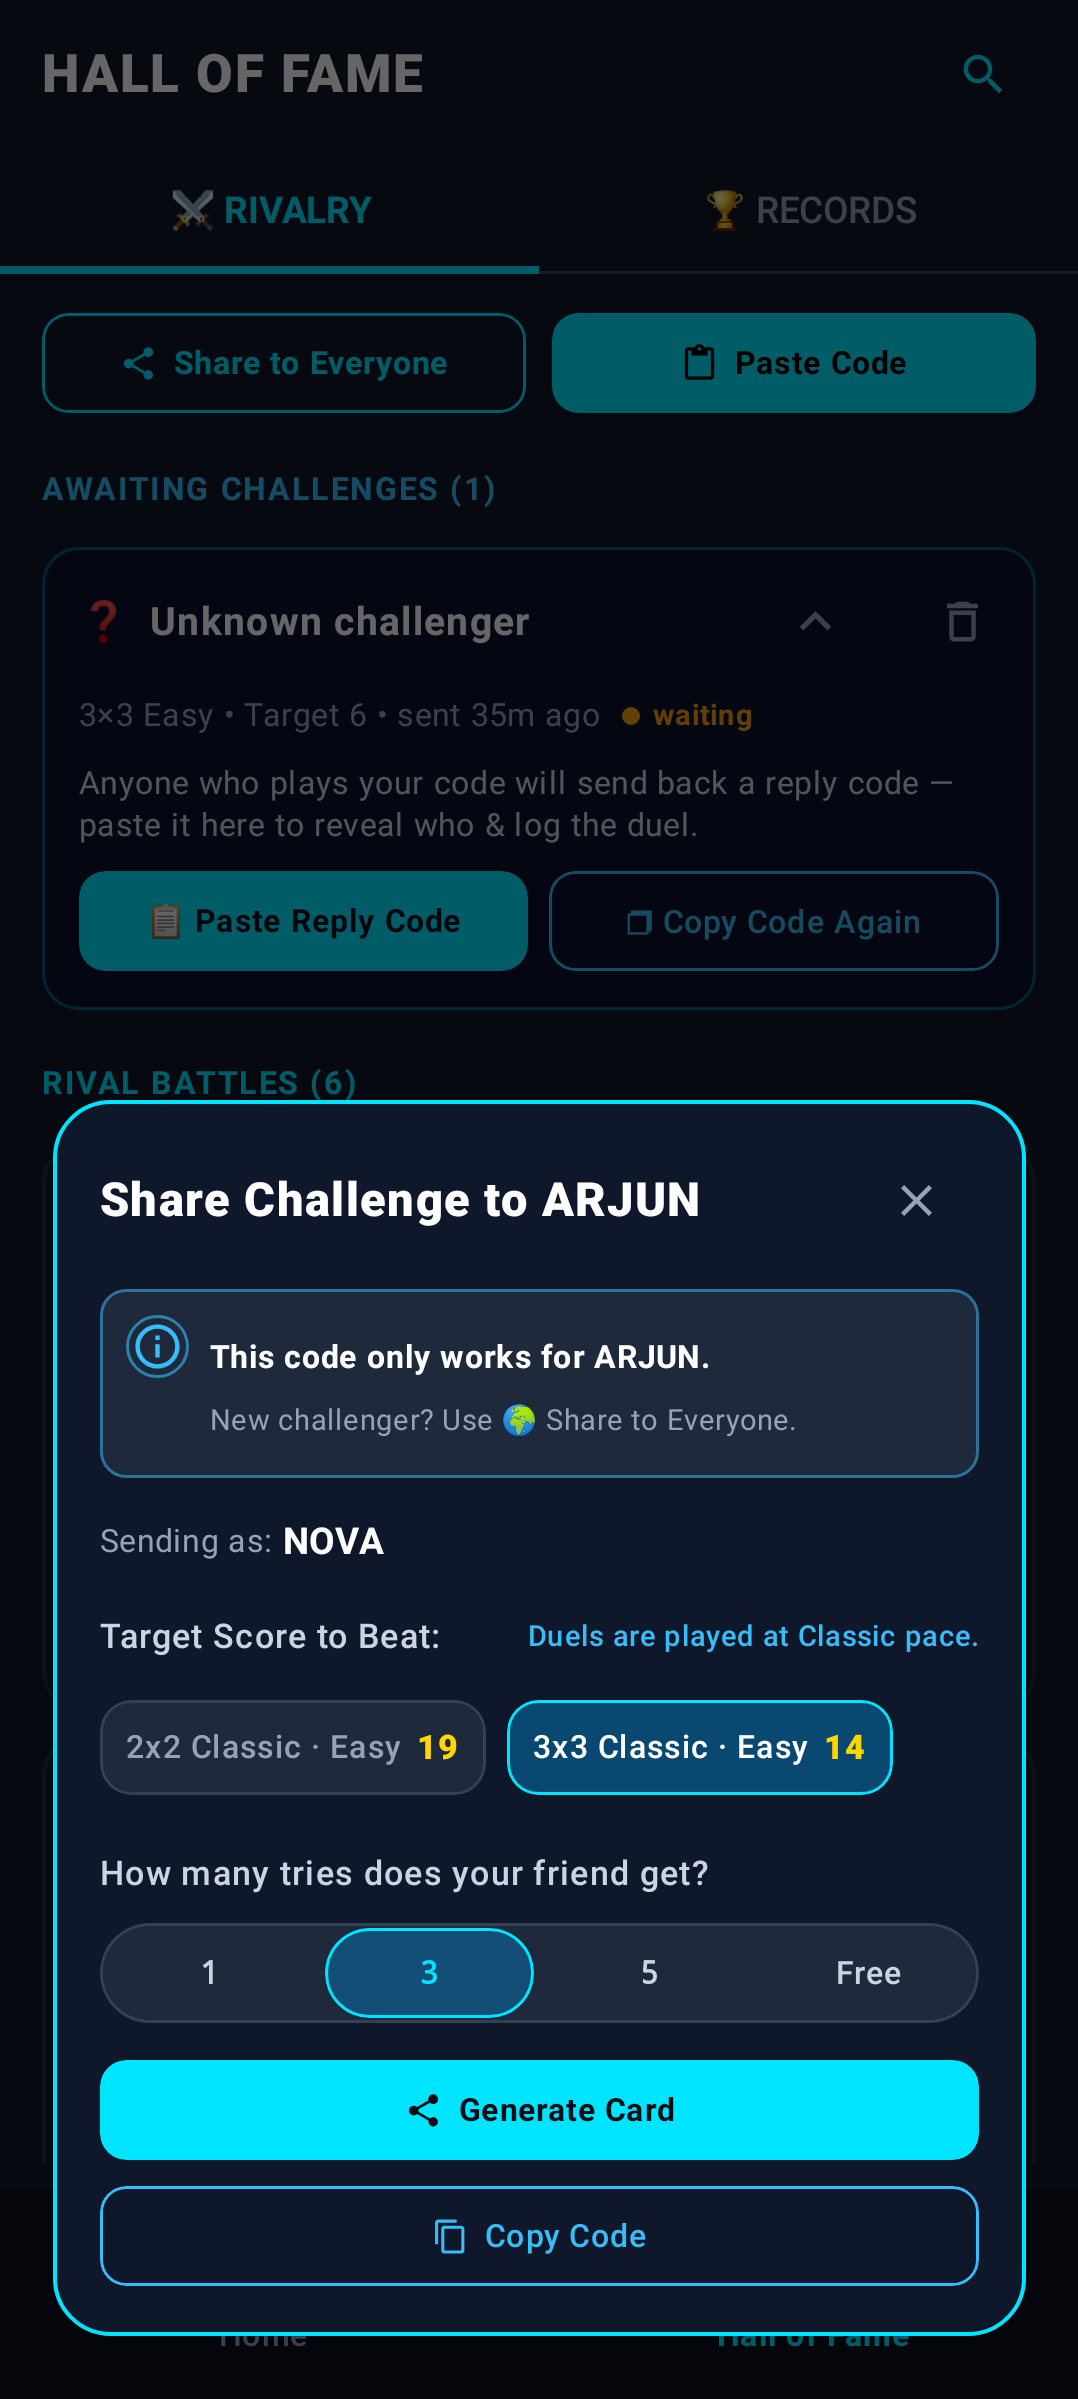 HALL OF FAME
⚔️ RIVALRY
🏆 RECORDS
Share to Everyone
Paste Code
AWAITING CHALLENGES (1)
❓ Unknown challenger
3×3 Easy • Target 6 • sent 35m ago ● waiting
Anyone who plays your code will send back a reply code —
paste it here to reveal who & log the duel.
📋 Paste Reply Code
❐ Copy Code Again
RIVAL BATTLES (6)
Share Challenge to ARJUN
This code only works for ARJUN.
New challenger? Use 🌍 Share to Everyone.
Sending as: NOVA
Target Score to Beat:
Duels are played at Classic pace.
2x2 Classic · Easy 19
3x3 Classic · Easy 14
How many tries does your friend get?
1
3
5
Free
Generate Card
Copy Code
Home
Hall of Fame